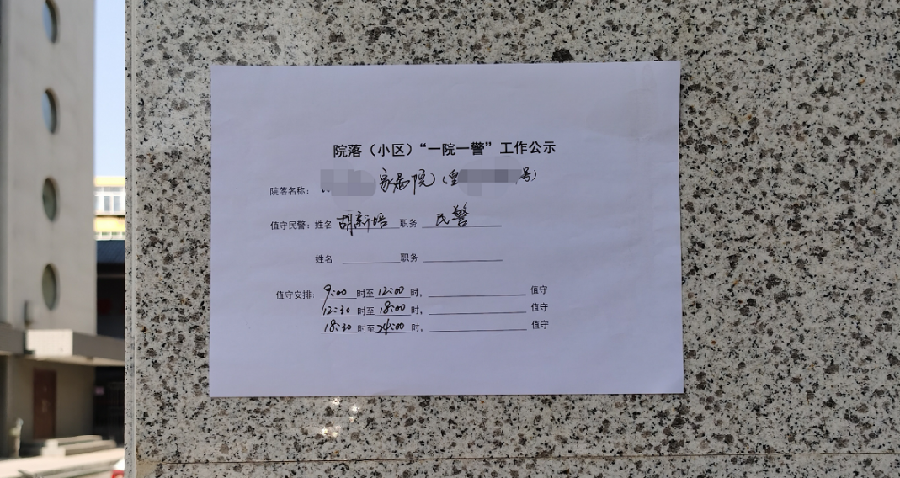 院落（小区）“一院一警”工作公示
院落名称： 家属院（ 号）
值守民警：姓名 胡新培 职务 民警
姓名 职务
值守安排：9:00 时至 12:00 时， 值守
12:30 时至 18:00 时， 值守
18:30 时至 24:00 时， 值守